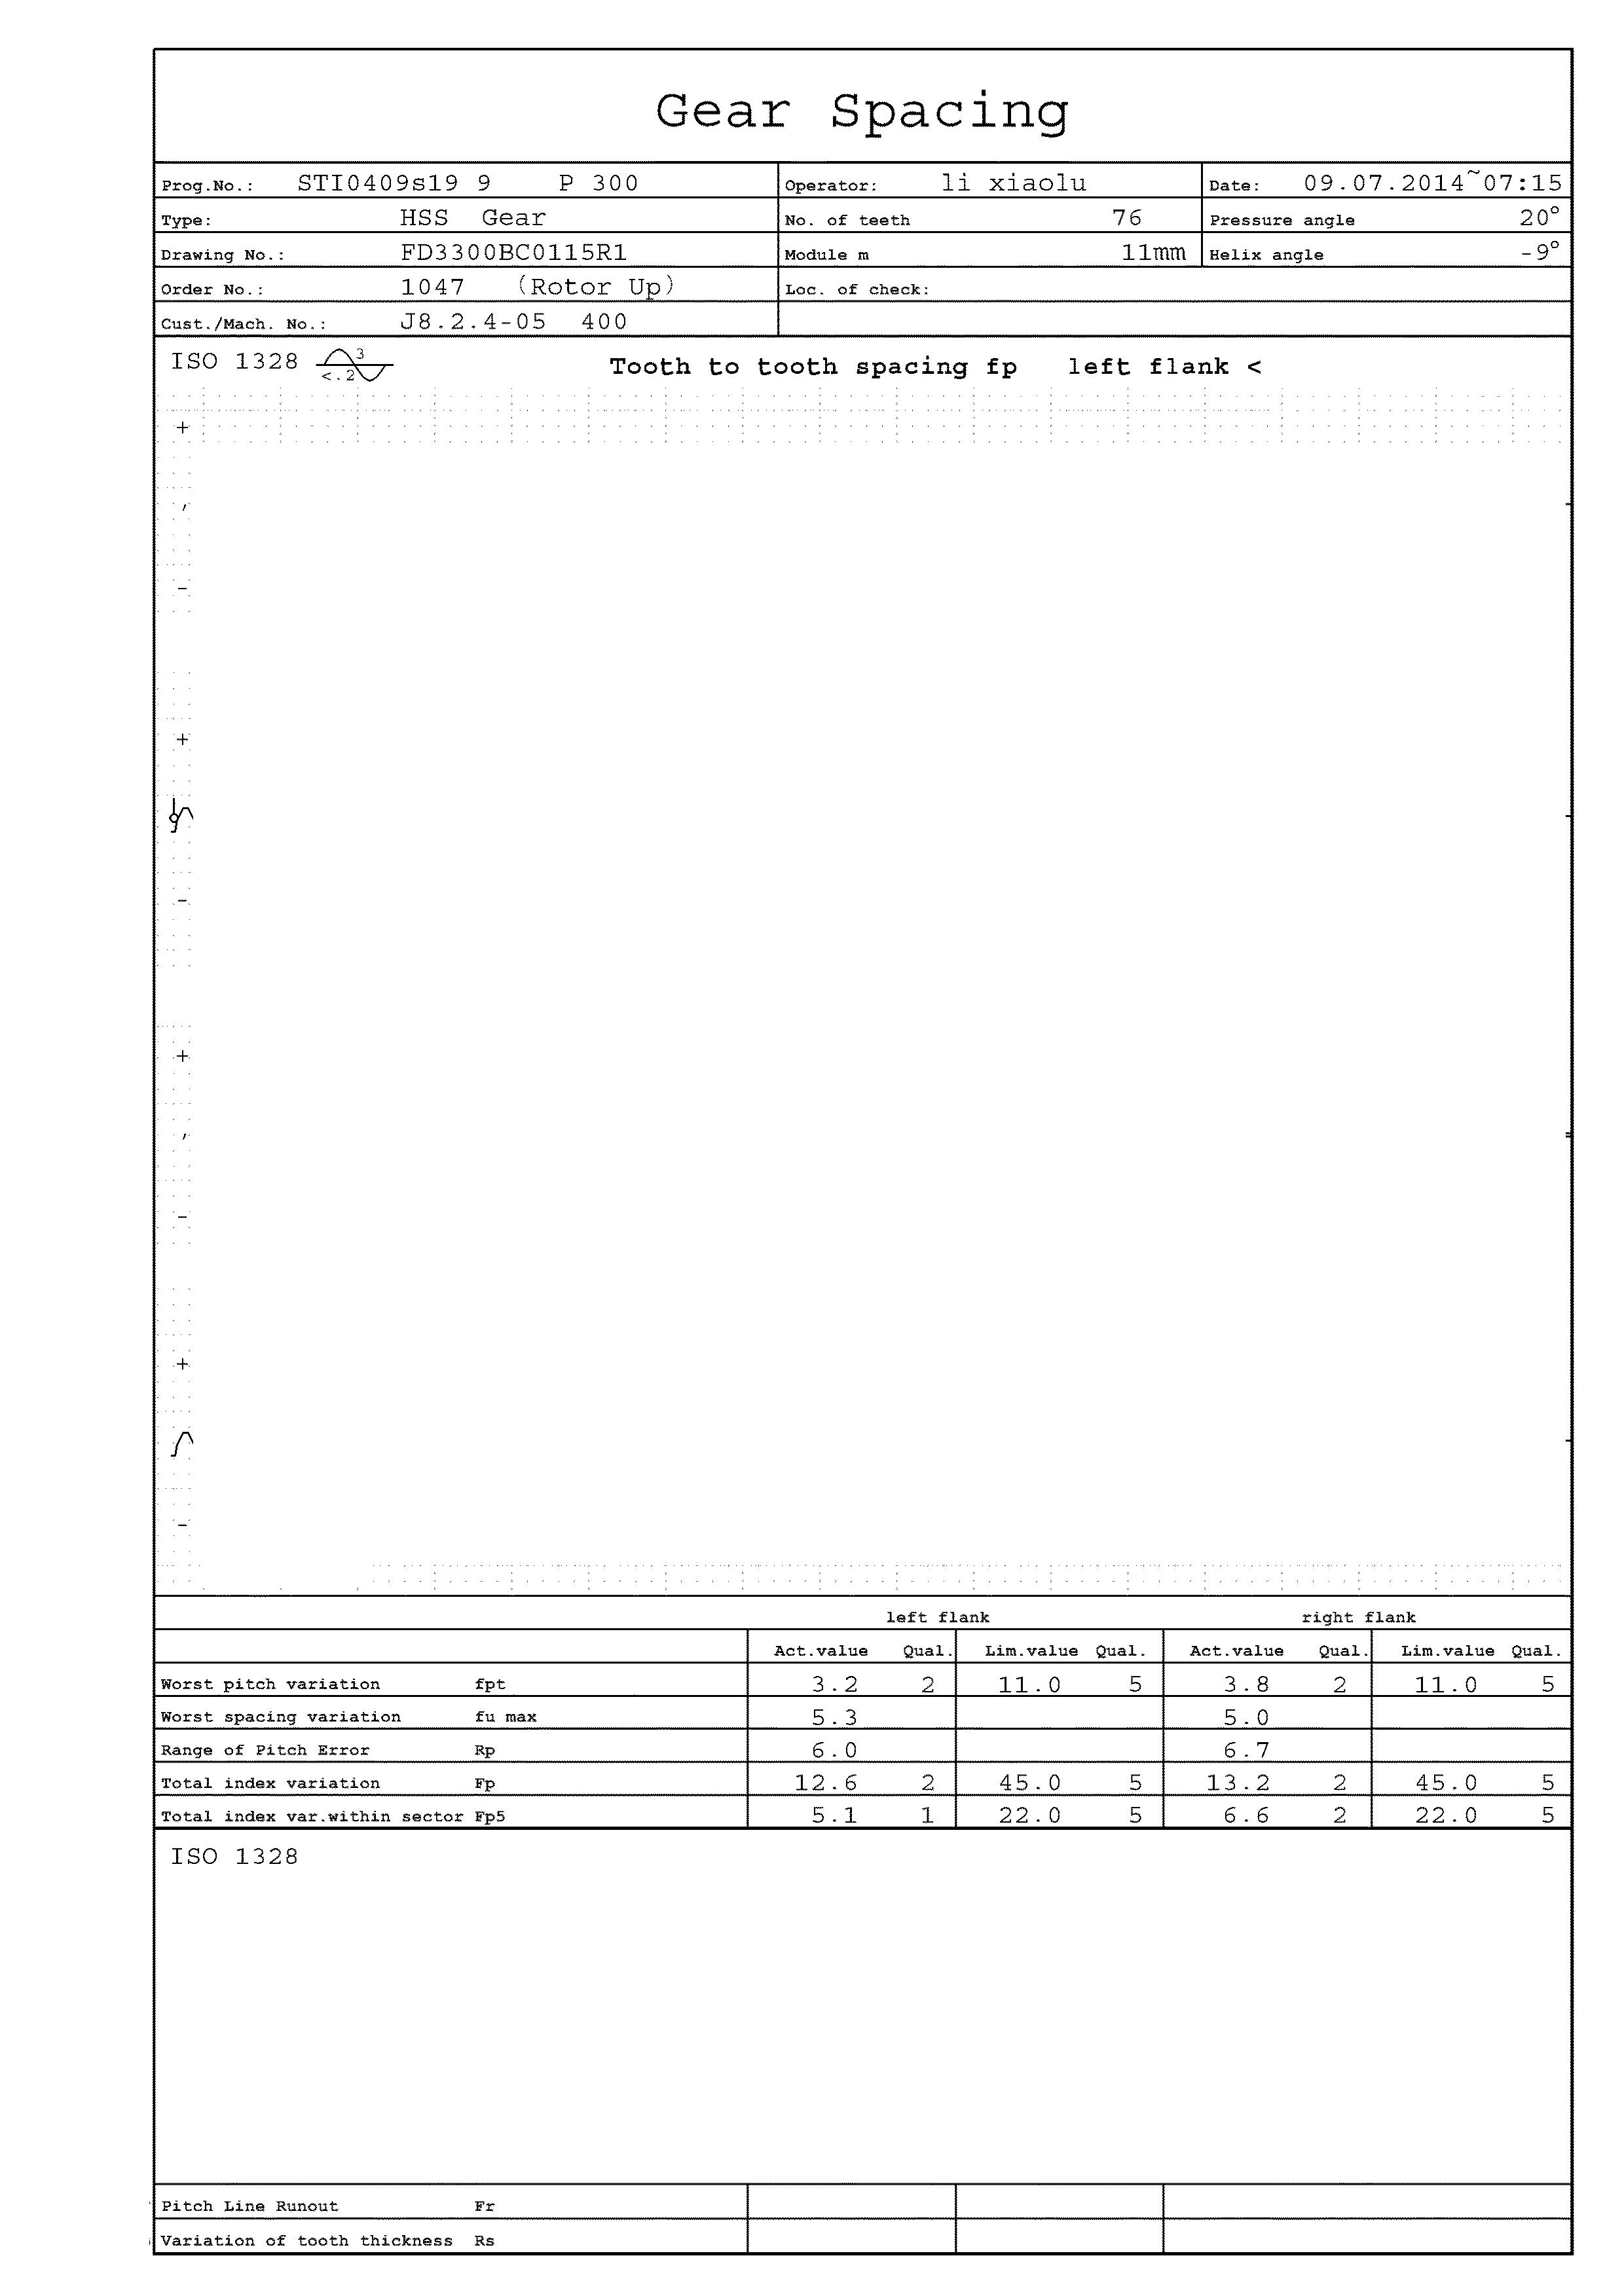 Gear Spacing
Prog.No.: STI0409s19 9 P 300 Operator: li xiaolu Date: 09.07.2014~07:15
Type: HSS Gear No. of teeth 76 Pressure angle 20°
Drawing No.: FD3300BC0115R1 Module m 11mm Helix angle -9°
Order No.: 1047 (Rotor Up) Loc. of check:
Cust./Mach. No.: J8.2.4-05 400
ISO 1328 3 <.2 Tooth to tooth spacing fp left flank <
+
-
+
-
+
-
+
-
left flank right flank
Act.value Qual. Lim.value Qual. Act.value Qual. Lim.value Qual.
Worst pitch variation fpt 3.2 2 11.0 5 3.8 2 11.0 5
Worst spacing variation fu max 5.3 5.0
Range of Pitch Error Rp 6.0 6.7
Total index variation Fp 12.6 2 45.0 5 13.2 2 45.0 5
Total index var.within sector Fp5 5.1 1 22.0 5 6.6 2 22.0 5
ISO 1328
Pitch Line Runout Fr
Variation of tooth thickness Rs